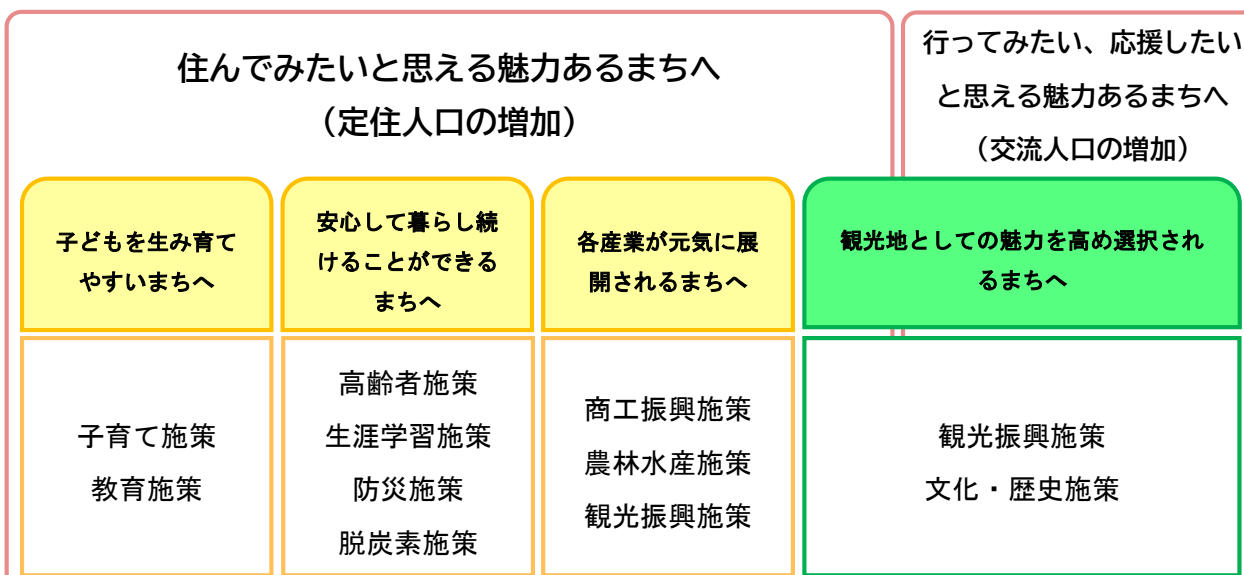 住んでみたいと思える魅力あるまちへ
（定住人口の増加）
行ってみたい、応援したい
と思える魅力あるまちへ
（交流人口の増加）
子どもを生み育て
やすいまちへ
安心して暮らし続
けることができる
まちへ
各産業が元気に展
開されるまちへ
観光地としての魅力を高め選択され
るまちへ
子育て施策
教育施策
高齢者施策
生涯学習施策
防災施策
脱炭素施策
商工振興施策
農林水産施策
観光振興施策
観光振興施策
文化・歴史施策